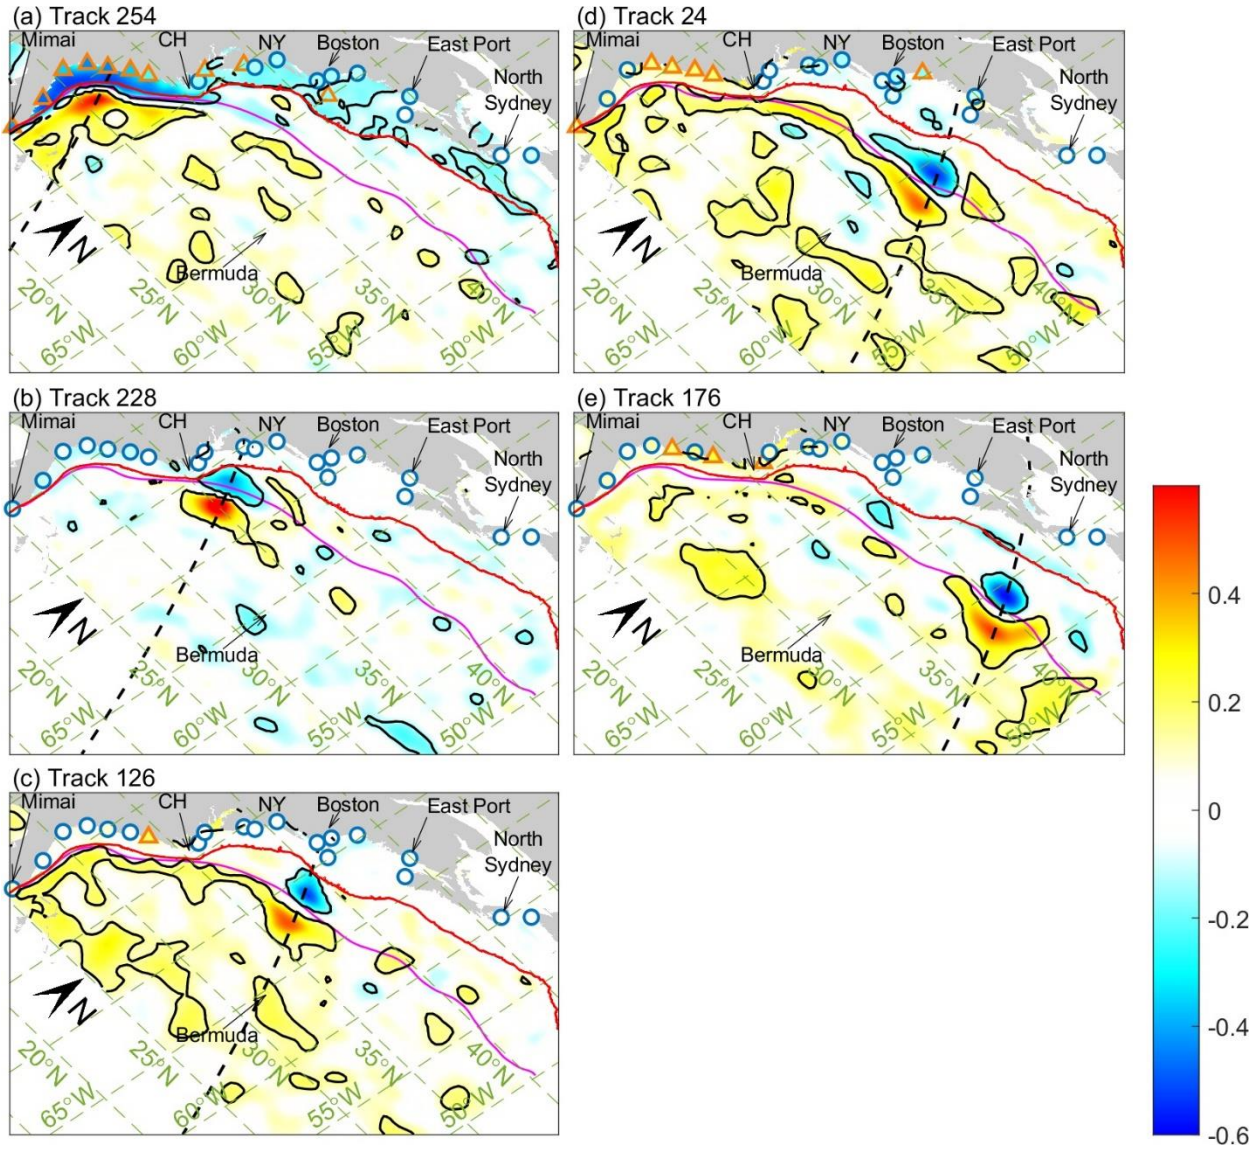 (a) Track 254
Mimai
CH
NY
Boston
East Port
North
Sydney
N
Bermuda
20°N
25°N
30°N
35°N
40°N
65°W
60°W
55°W
50°W
(d) Track 24
Mimai
CH
NY
Boston
East Port
North
Sydney
N
Bermuda
20°N
25°N
30°N
35°N
40°N
65°W
60°W
55°W
50°W
(b) Track 228
Mimai
CH
NY
Boston
East Port
North
Sydney
N
Bermuda
20°N
25°N
30°N
35°N
40°N
65°W
60°W
55°W
50°W
(e) Track 176
Mimai
CH
NY
Boston
East Port
North
Sydney
N
Bermuda
20°N
25°N
30°N
35°N
40°N
65°W
60°W
55°W
50°W
(c) Track 126
Mimai
CH
NY
Boston
East Port
North
Sydney
N
Bermuda
20°N
25°N
30°N
35°N
40°N
65°W
60°W
55°W
50°W
0.4
0.2
0
-0.2
-0.4
-0.6